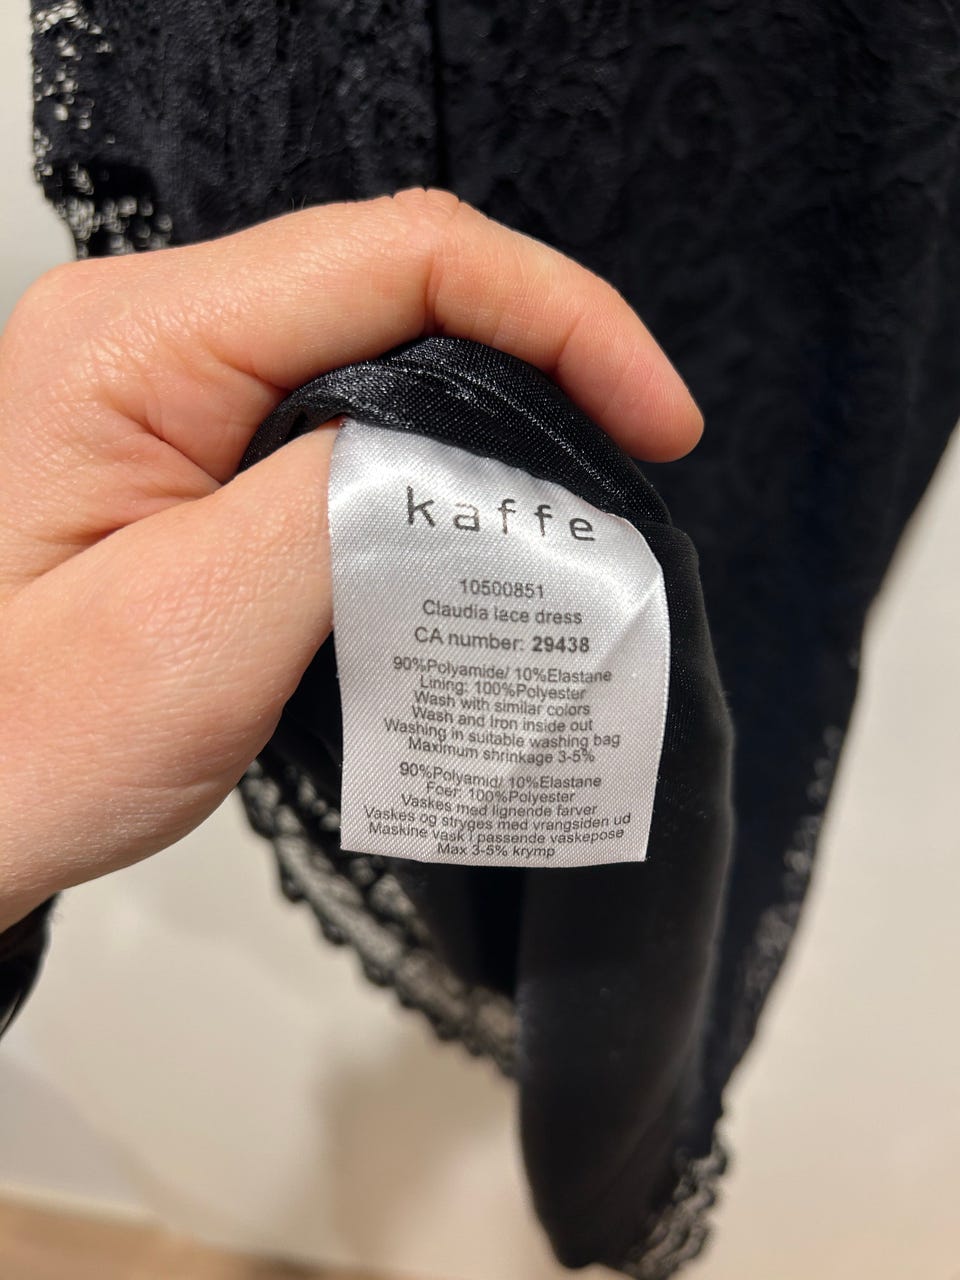 kaffe
10500851
Claudia lace dress
CA number: 29438
90%Polyamide/ 10%Elastane
Lining: 100%Polyester
Wash with similar colors
Wash and Iron inside out
Washing in suitable washing bag
Maximum shrinkage 3-5%
90%Polyamid/ 10%Elastane
Foer: 100%Polyester
Vaskes med lignende farver
Vaskes og stryges med vrangsiden ud
Maskine vask i passende vaskepose
Max 3-5% krymp